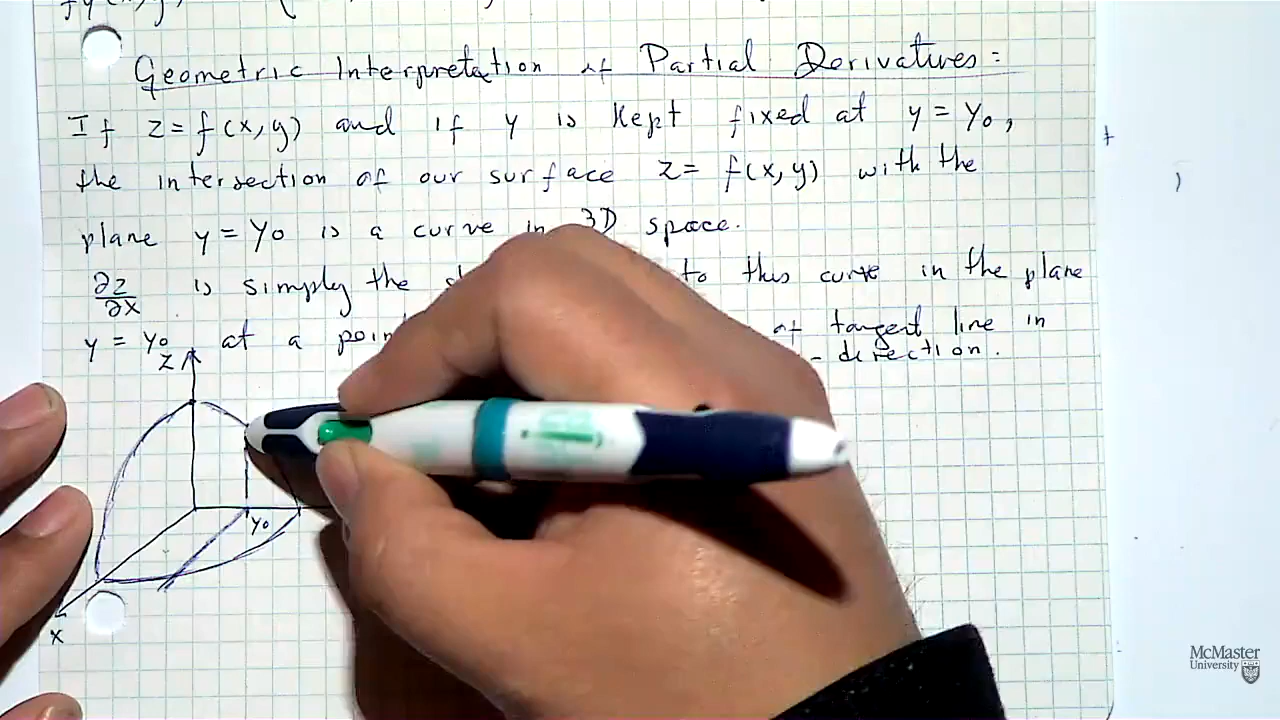 Geometric Interpretation of Partial Derivatives:
If z = f(x,y) and if y is kept fixed at y = y₀,
the intersection of our surface z = f(x,y) with the
plane y = y₀ is a curve in 3D space.
∂z/∂x is simply the to this curve in the plane
y = y₀ at a of tangent line in
- direction.
z
y₀
x
McMaster
University